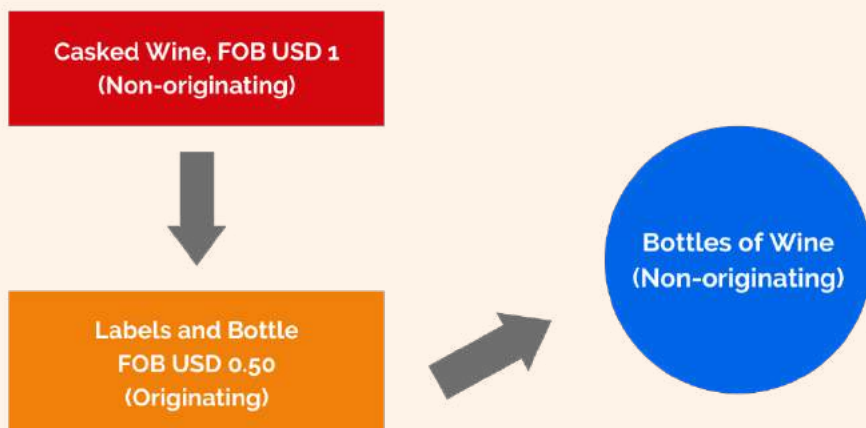 Casked Wine, FOB USD 1
(Non-originating)
Labels and Bottle
FOB USD 0.50
(Originating)
Bottles of Wine
(Non-originating)